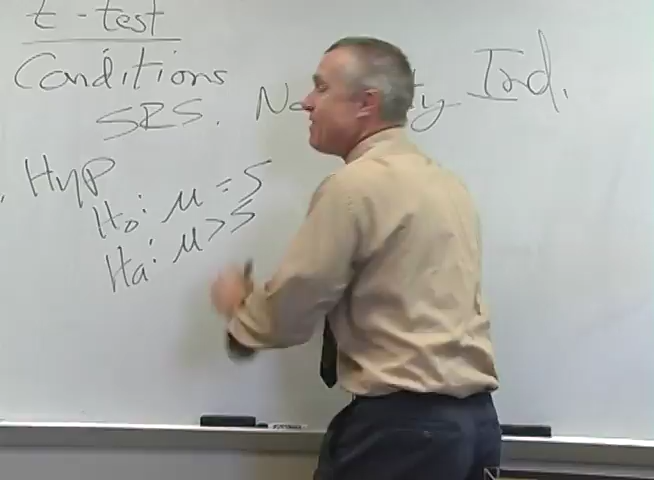 t - test
Conditions
SRS. Ind.
Hyp
Ho: μ = 5
Ha: μ > 5